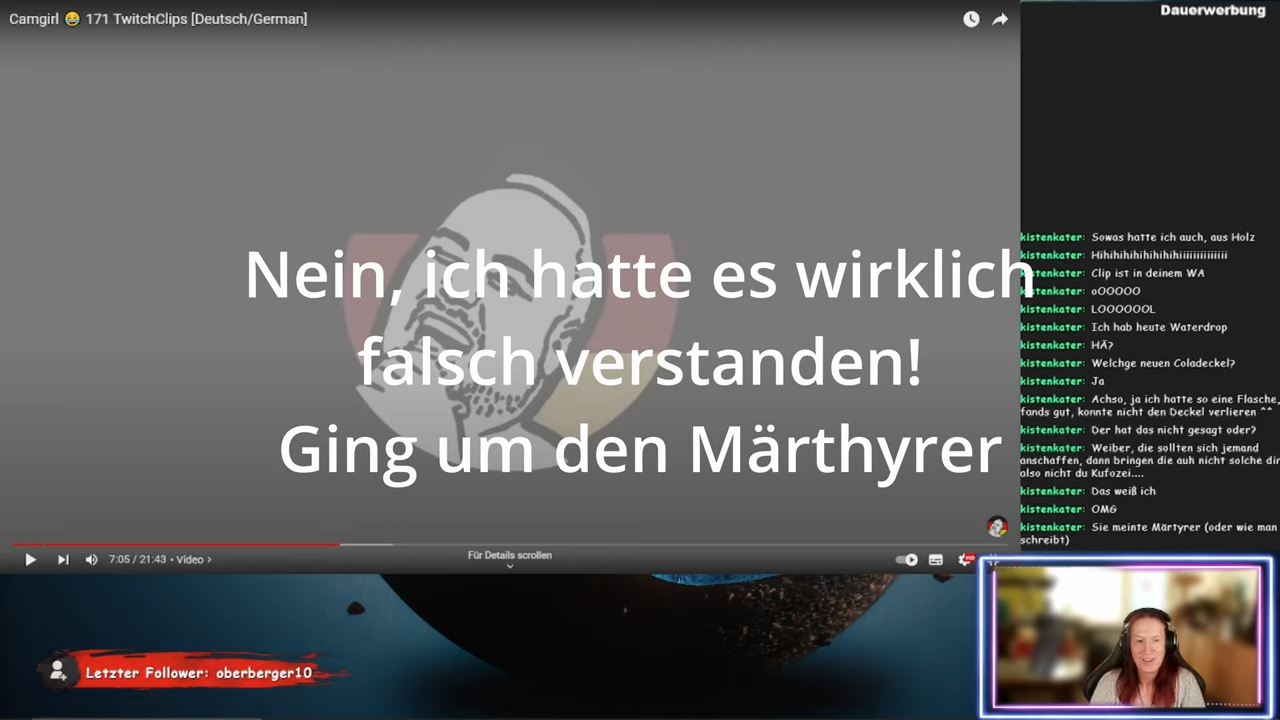 Camgirl 😂 171 TwitchClips [Deutsch/German]
Dauerwerbung
Nein, ich hatte es wirklich
falsch verstanden!
Ging um den Märthyrer
kistenkater: Sowas hatte ich auch, aus Holz
kistenkater: Hihihihihihihihiiiiiiiiiiiiii
kistenkater: Clip ist in deinem WA
kistenkater: oOOOOO
kistenkater: LOOOOOOL
kistenkater: Ich hab heute Waterdrop
kistenkater: HÄ?
kistenkater: Welchge neuen Coladeckel?
kistenkater: Ja
kistenkater: Achso, ja ich hatte so eine Flasche,
fands gut, konnte nicht den Deckel verlieren ^^
kistenkater: Der hat das nicht gesagt oder?
kistenkater: Weiber, die sollten sich jemand
anschaffen, dann bringen die auh nicht solche
also nicht du Kufozei....
kistenkater: Das weiß ich
kistenkater: OMG
kistenkater: Sie meinte Märtyrer (oder wie man
schreibt)
7:05 / 21:43 • Video ›
Für Details scrollen
HD
Letzter Follower: oberberger10